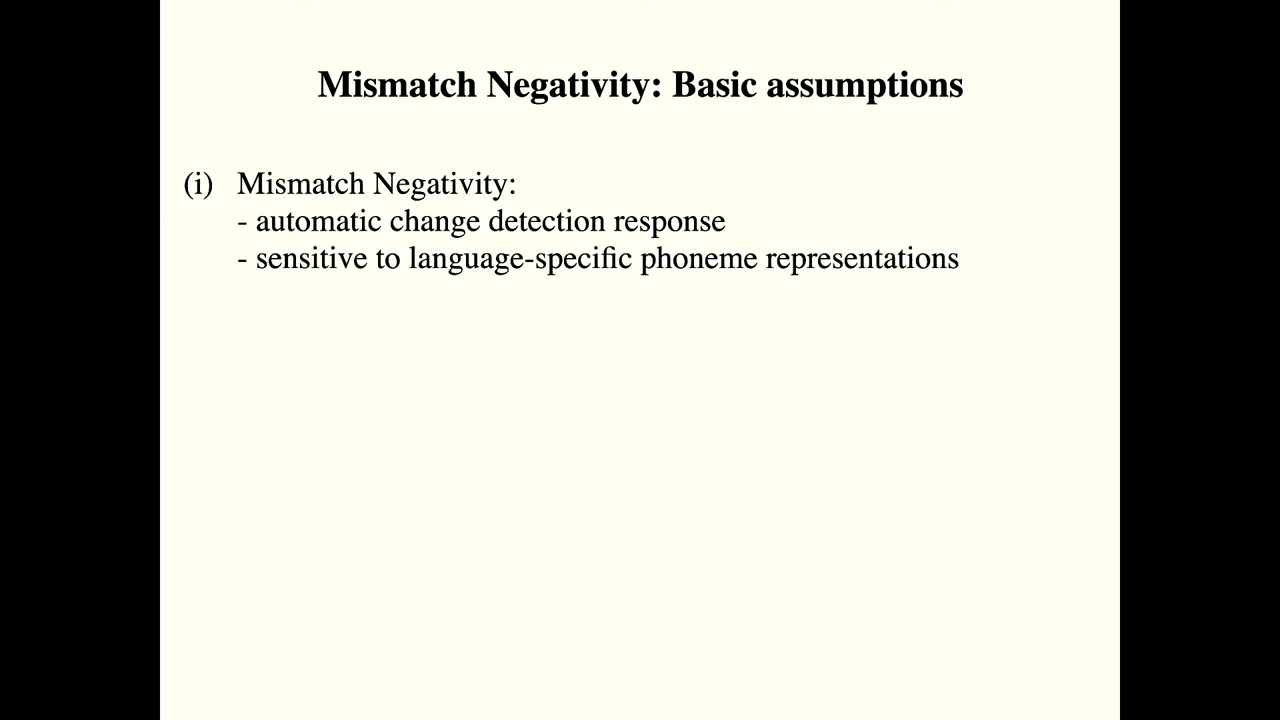 Mismatch Negativity: Basic assumptions
(i) Mismatch Negativity:
- automatic change detection response
- sensitive to language-specific phoneme representations